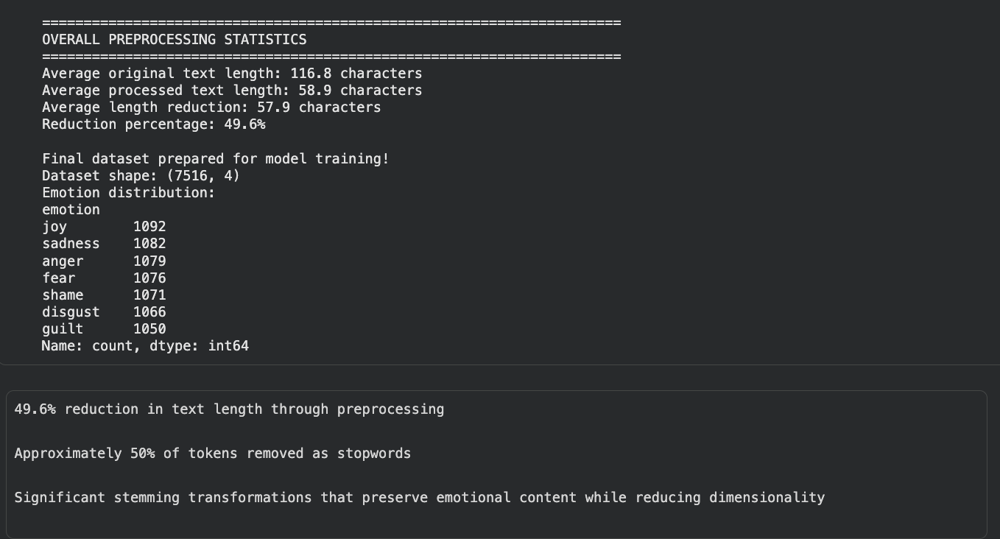 ======================================================================
OVERALL PREPROCESSING STATISTICS
======================================================================
Average original text length: 116.8 characters
Average processed text length: 58.9 characters
Average length reduction: 57.9 characters
Reduction percentage: 49.6%
Final dataset prepared for model training!
Dataset shape: (7516, 4)
Emotion distribution:
emotion
joy        1092
sadness    1082
anger      1079
fear       1076
shame      1071
disgust    1066
guilt      1050
Name: count, dtype: int64
49.6% reduction in text length through preprocessing
Approximately 50% of tokens removed as stopwords
Significant stemming transformations that preserve emotional content while reducing dimensionality